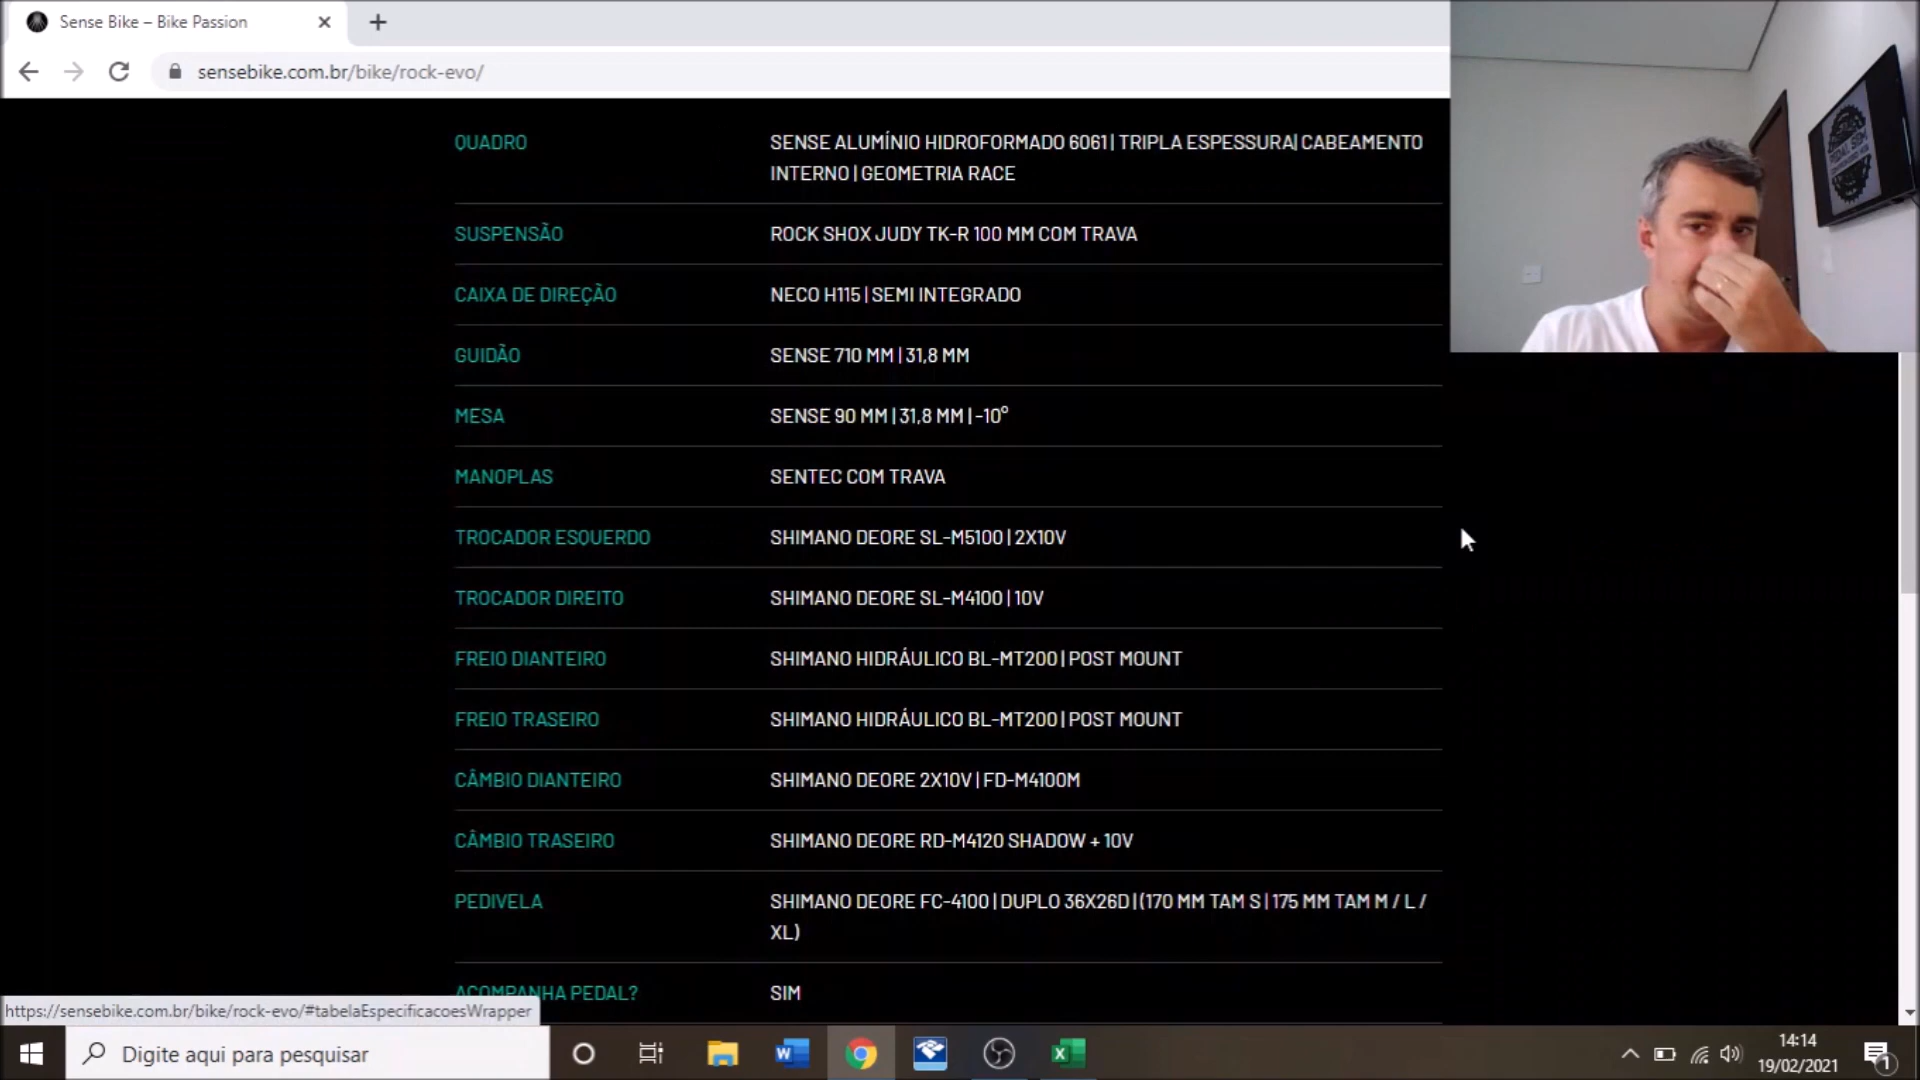 Sense Bike – Bike Passion
sensebike.com.br/bike/rock-evo/
QUADRO
SENSE ALUMÍNIO HIDROFORMADO 6061 | TRIPLA ESPESSURA| CABEAMENTO
INTERNO | GEOMETRIA RACE
SUSPENSÃO
ROCK SHOX JUDY TK-R 100 MM COM TRAVA
CAIXA DE DIREÇÃO
NECO H115 | SEMI INTEGRADO
GUIDÃO
SENSE 710 MM | 31,8 MM
MESA
SENSE 90 MM | 31,8 MM | -10º
MANOPLAS
SENTEC COM TRAVA
TROCADOR ESQUERDO
SHIMANO DEORE SL-M5100 | 2X10V
TROCADOR DIREITO
SHIMANO DEORE SL-M4100 | 10V
FREIO DIANTEIRO
SHIMANO HIDRÁULICO BL-MT200 | POST MOUNT
FREIO TRASEIRO
SHIMANO HIDRÁULICO BL-MT200 | POST MOUNT
CÂMBIO DIANTEIRO
SHIMANO DEORE 2X10V | FD-M4100M
CÂMBIO TRASEIRO
SHIMANO DEORE RD-M4120 SHADOW + 10V
PEDIVELA
SHIMANO DEORE FC-4100 | DUPLO 36X26D | (170 MM TAM S | 175 MM TAM M / L /
XL)
ACOMPANHA PEDAL?
SIM
https://sensebike.com.br/bike/rock-evo/#tabelaEspecificacoesWrapper
Digite aqui para pesquisar
14:14
19/02/2021
1